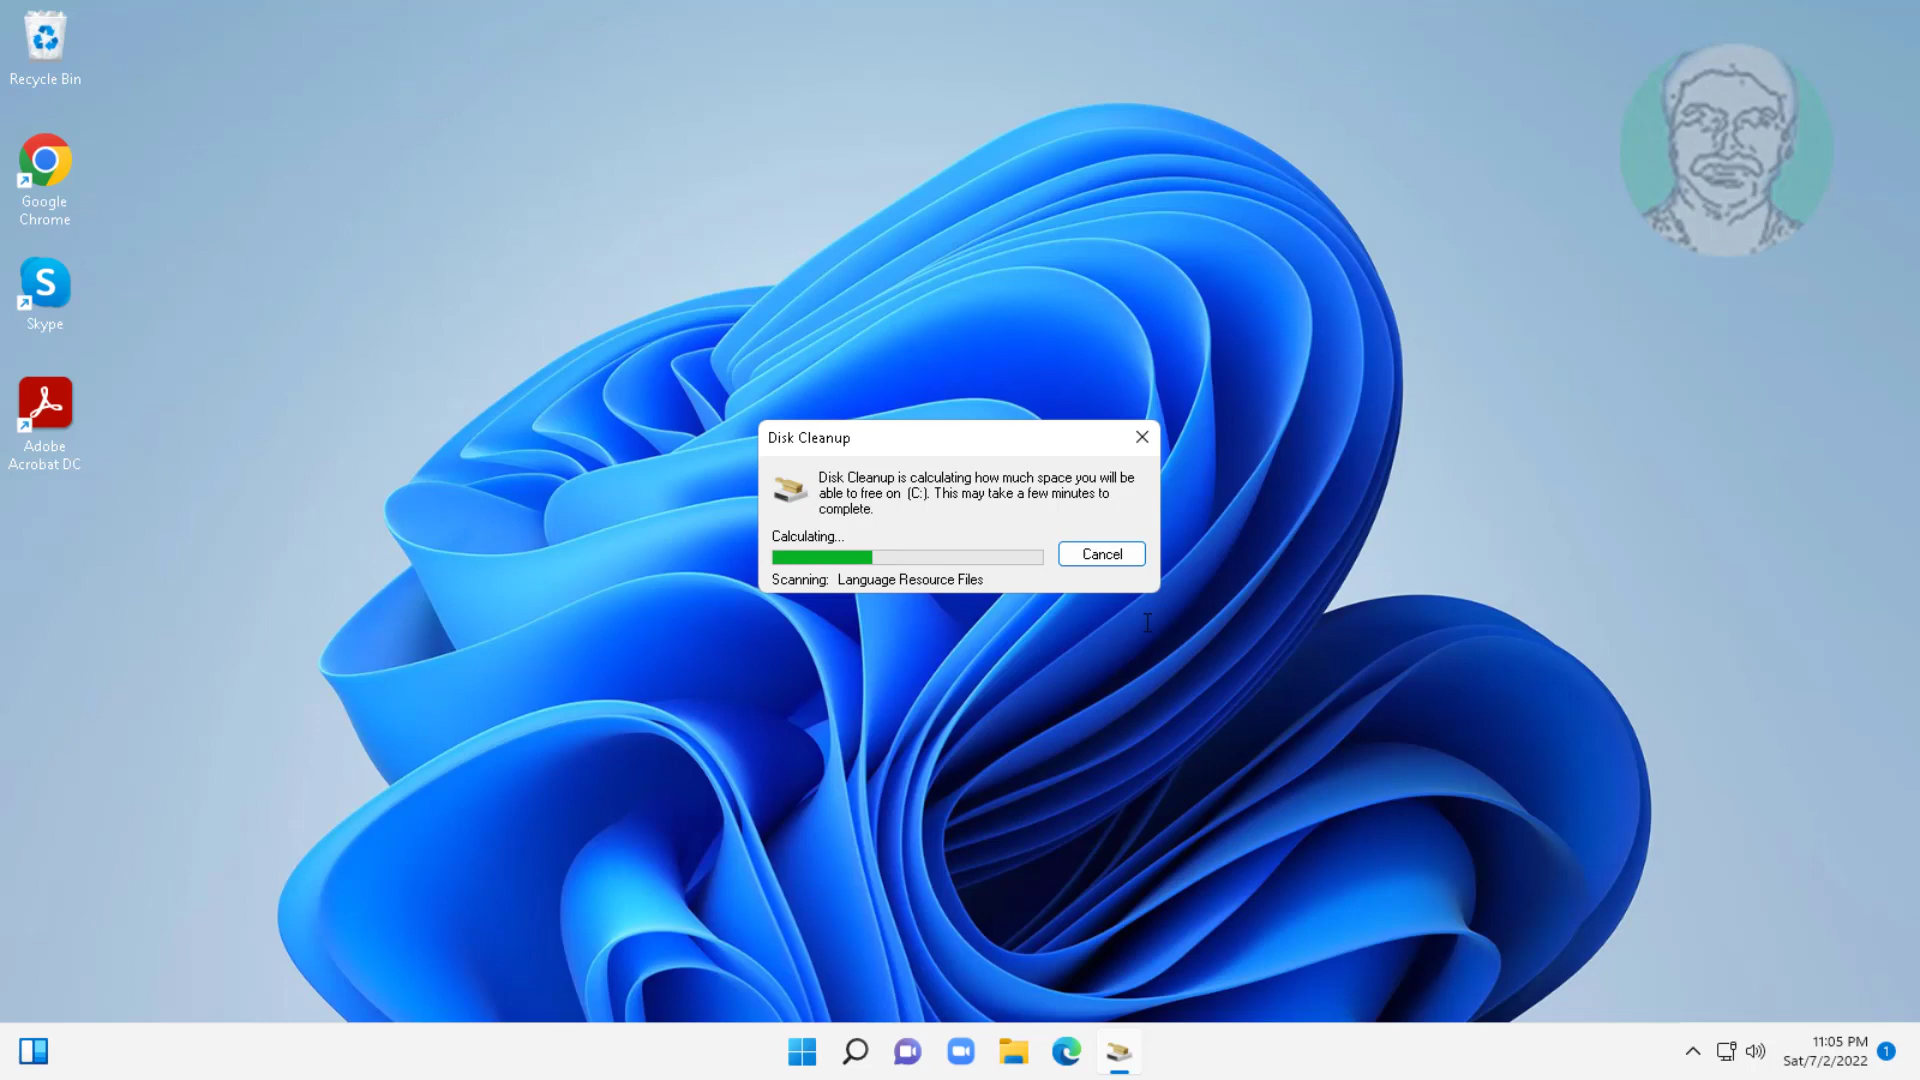 Recycle Bin
Google
Chrome
S
Skype
Adobe
Acrobat DC
Disk Cleanup
Disk Cleanup is calculating how much space you will be
able to free on  (C:). This may take a few minutes to
complete.
Calculating...
Cancel
Scanning:   Language Resource Files
11:05 PM
Sat/7/2/2022
1